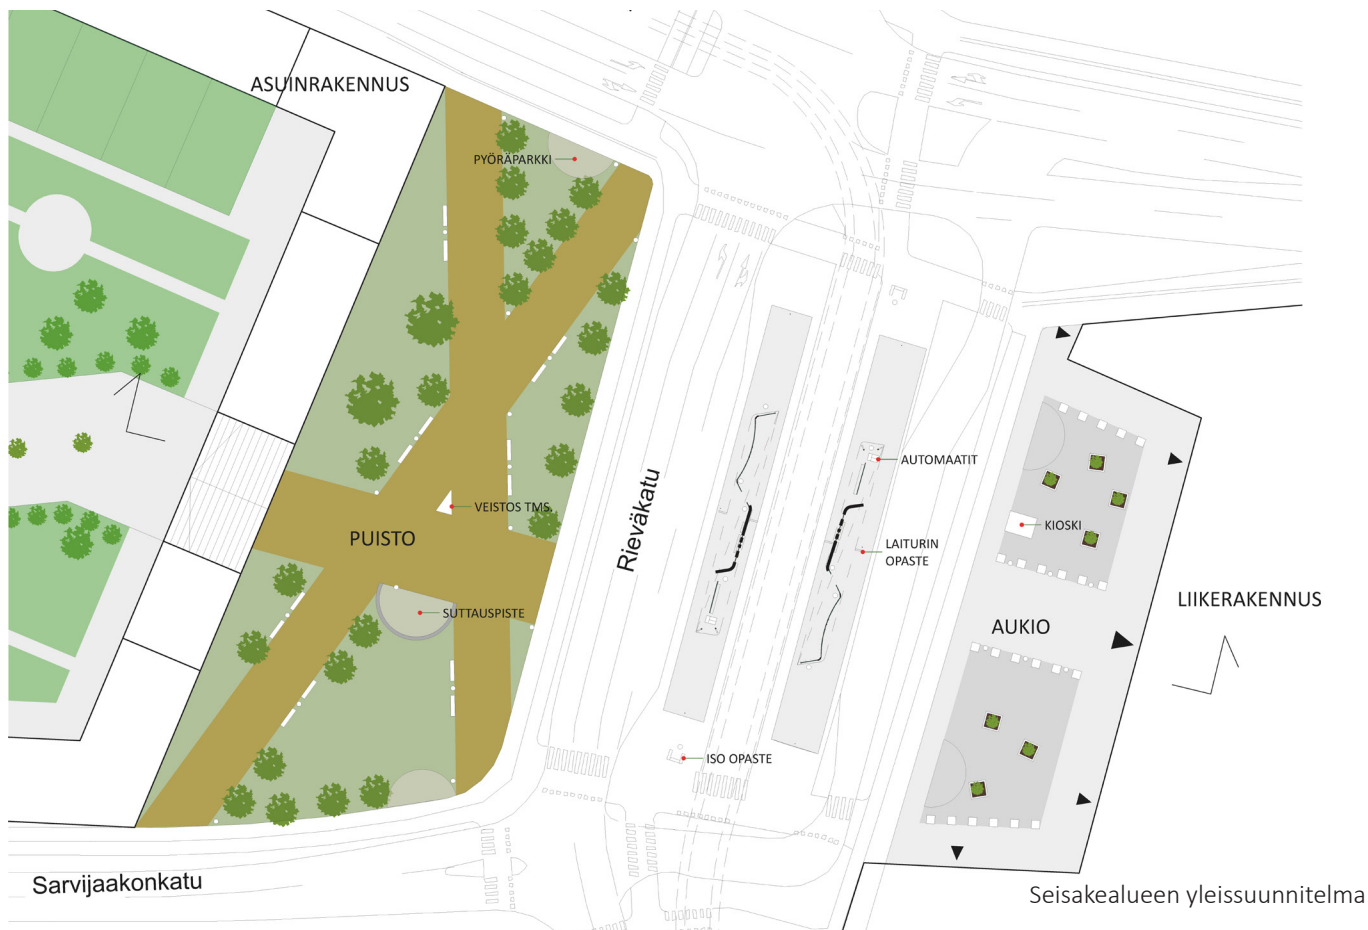 ASUINRAKENNUS
PYÖRÄPARKKI
AUTOMAATIT
Rieväkatu
VEISTOS TMS.
KIOSKI
PUISTO
LAITURIN
OPASTE
SUTTAUSPISTE
LIIKERAKENNUS
AUKIO
ISO OPASTE
Sarvijaakonkatu
Seisakealueen yleissuunnitelma